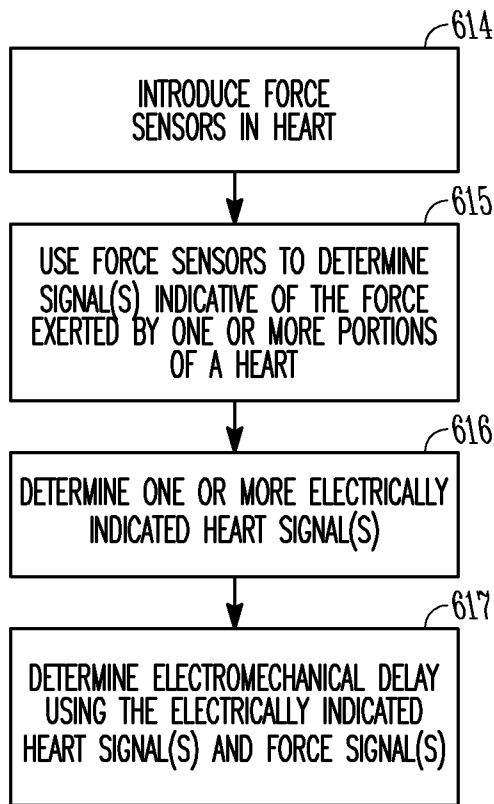 614
INTRODUCE FORCE
SENSORS IN HEART
615
USE FORCE SENSORS TO DETERMINE
SIGNAL(S) INDICATIVE OF THE FORCE
EXERTED BY ONE OR MORE PORTIONS
OF A HEART
616
DETERMINE ONE OR MORE ELECTRICALLY
INDICATED HEART SIGNAL(S)
617
DETERMINE ELECTROMECHANICAL DELAY
USING THE ELECTRICALLY INDICATED
HEART SIGNAL(S) AND FORCE SIGNAL(S)